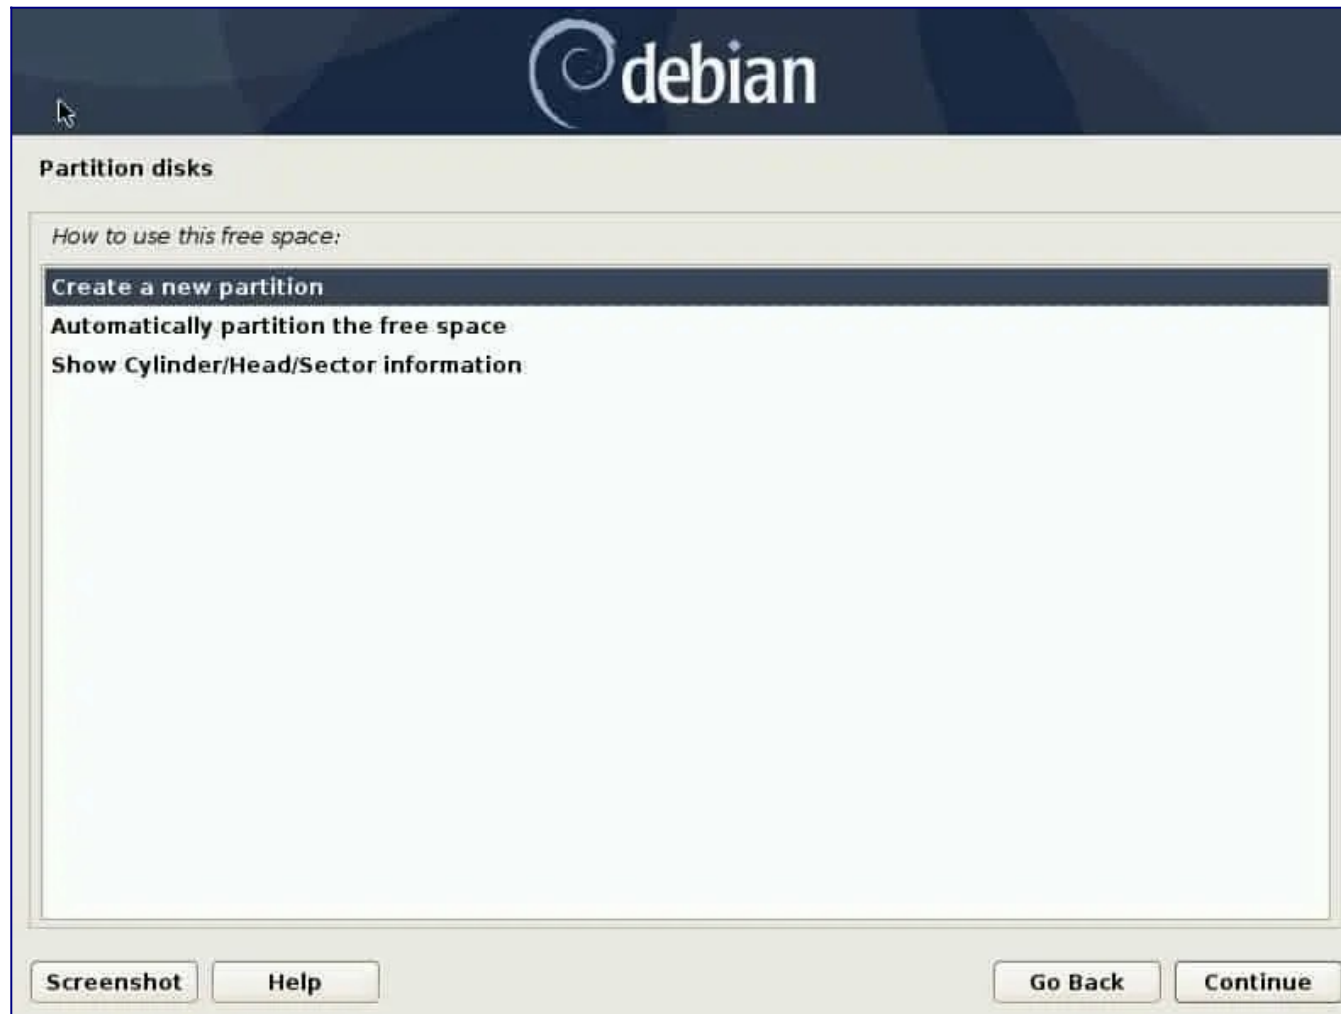 debian
Partition disks
How to use this free space:
Create a new partition
Automatically partition the free space
Show Cylinder/Head/Sector information
Screenshot
Help
Go Back
Continue